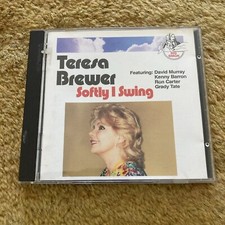 Teresa
Brewer
Softly I Swing
Featuring: David Murray
Kenny Barron
Ron Carter
Grady Tate